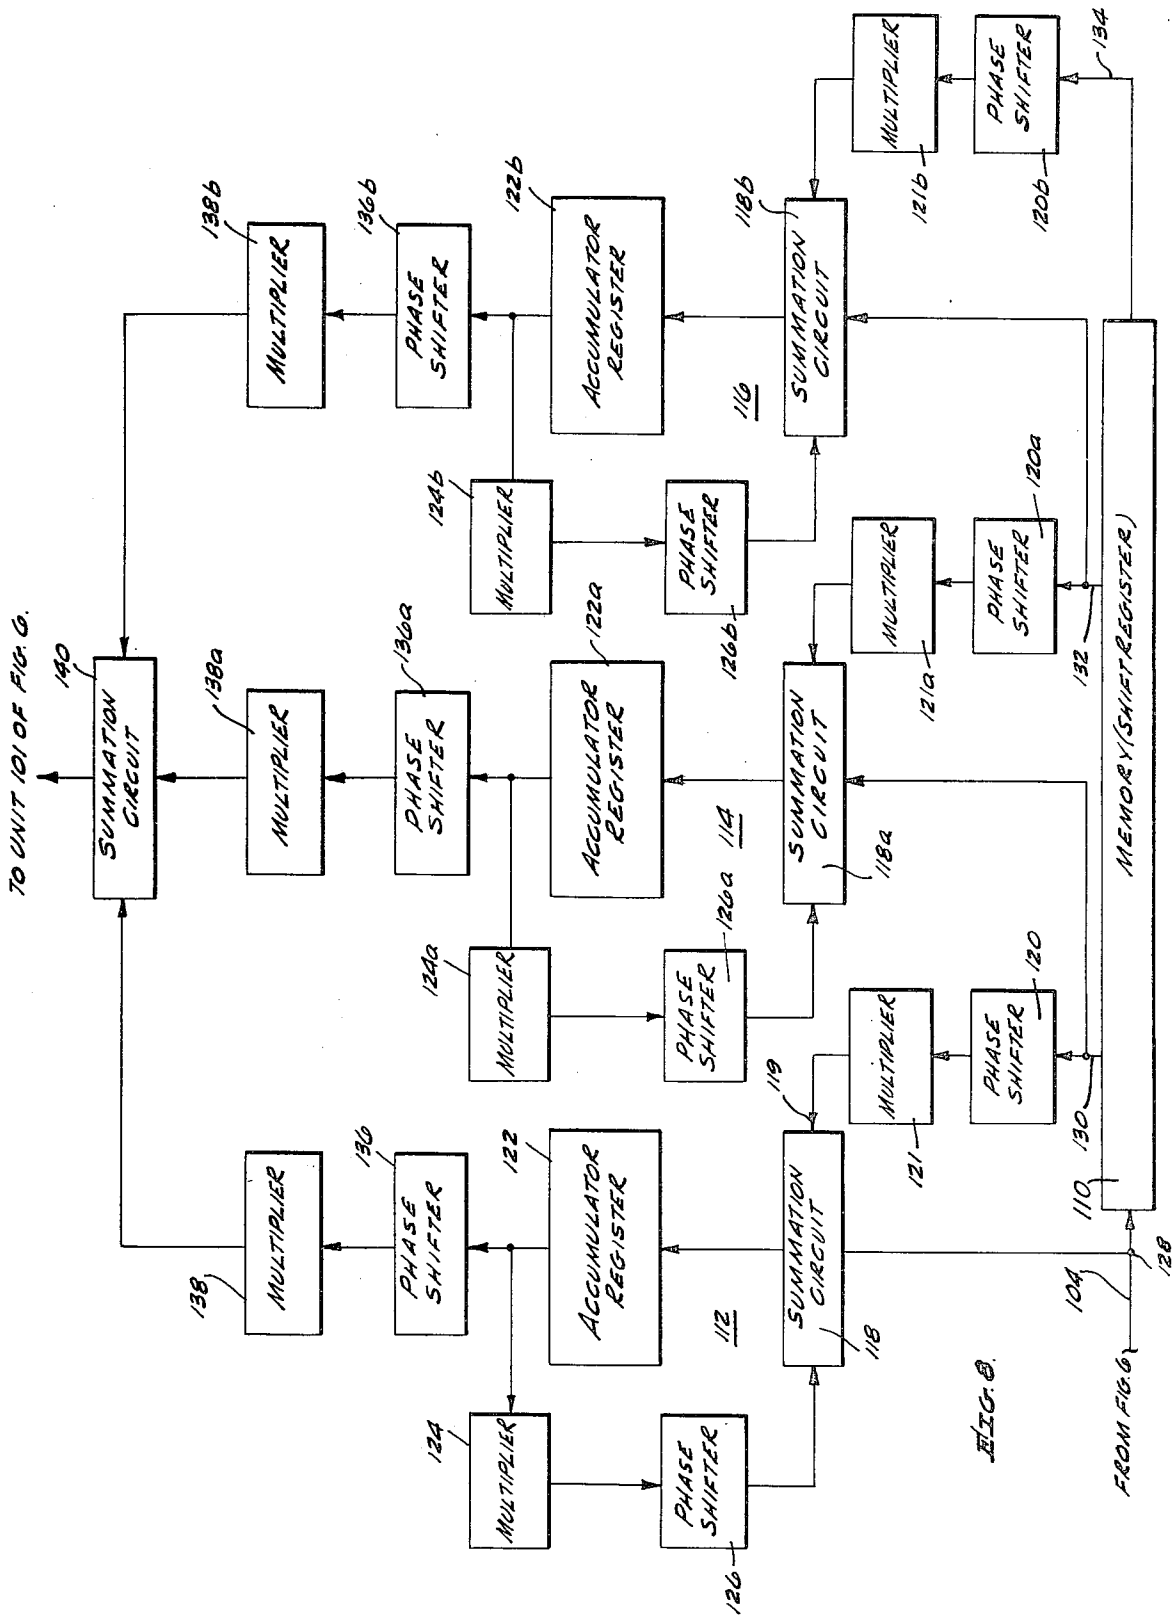 TO UNIT 101 OF FIG. 6.
140
SUMMATION
CIRCUIT
138
MULTIPLIER
138a
MULTIPLIER
138b
MULTIPLIER
136
PHASE
SHIFTER
136a
PHASE
SHIFTER
136b
PHASE
SHIFTER
124
MULTIPLIER
122
ACCUMULATOR
REGISTER
124a
MULTIPLIER
122a
ACCUMULATOR
REGISTER
124b
MULTIPLIER
122b
ACCUMULATOR
REGISTER
126
PHASE
SHIFTER
112
126a
PHASE
SHIFTER
114
126b
PHASE
SHIFTER
116
118
SUMMATION
CIRCUIT
119
121
MULTIPLIER
118a
SUMMATION
CIRCUIT
121a
MULTIPLIER
118b
SUMMATION
CIRCUIT
121b
MULTIPLIER
120
PHASE
SHIFTER
120a
PHASE
SHIFTER
120b
PHASE
SHIFTER
130
132
134
FIG. 8.
FROM FIG. 6
104
128
110
MEMORY (SHIFT REGISTER)